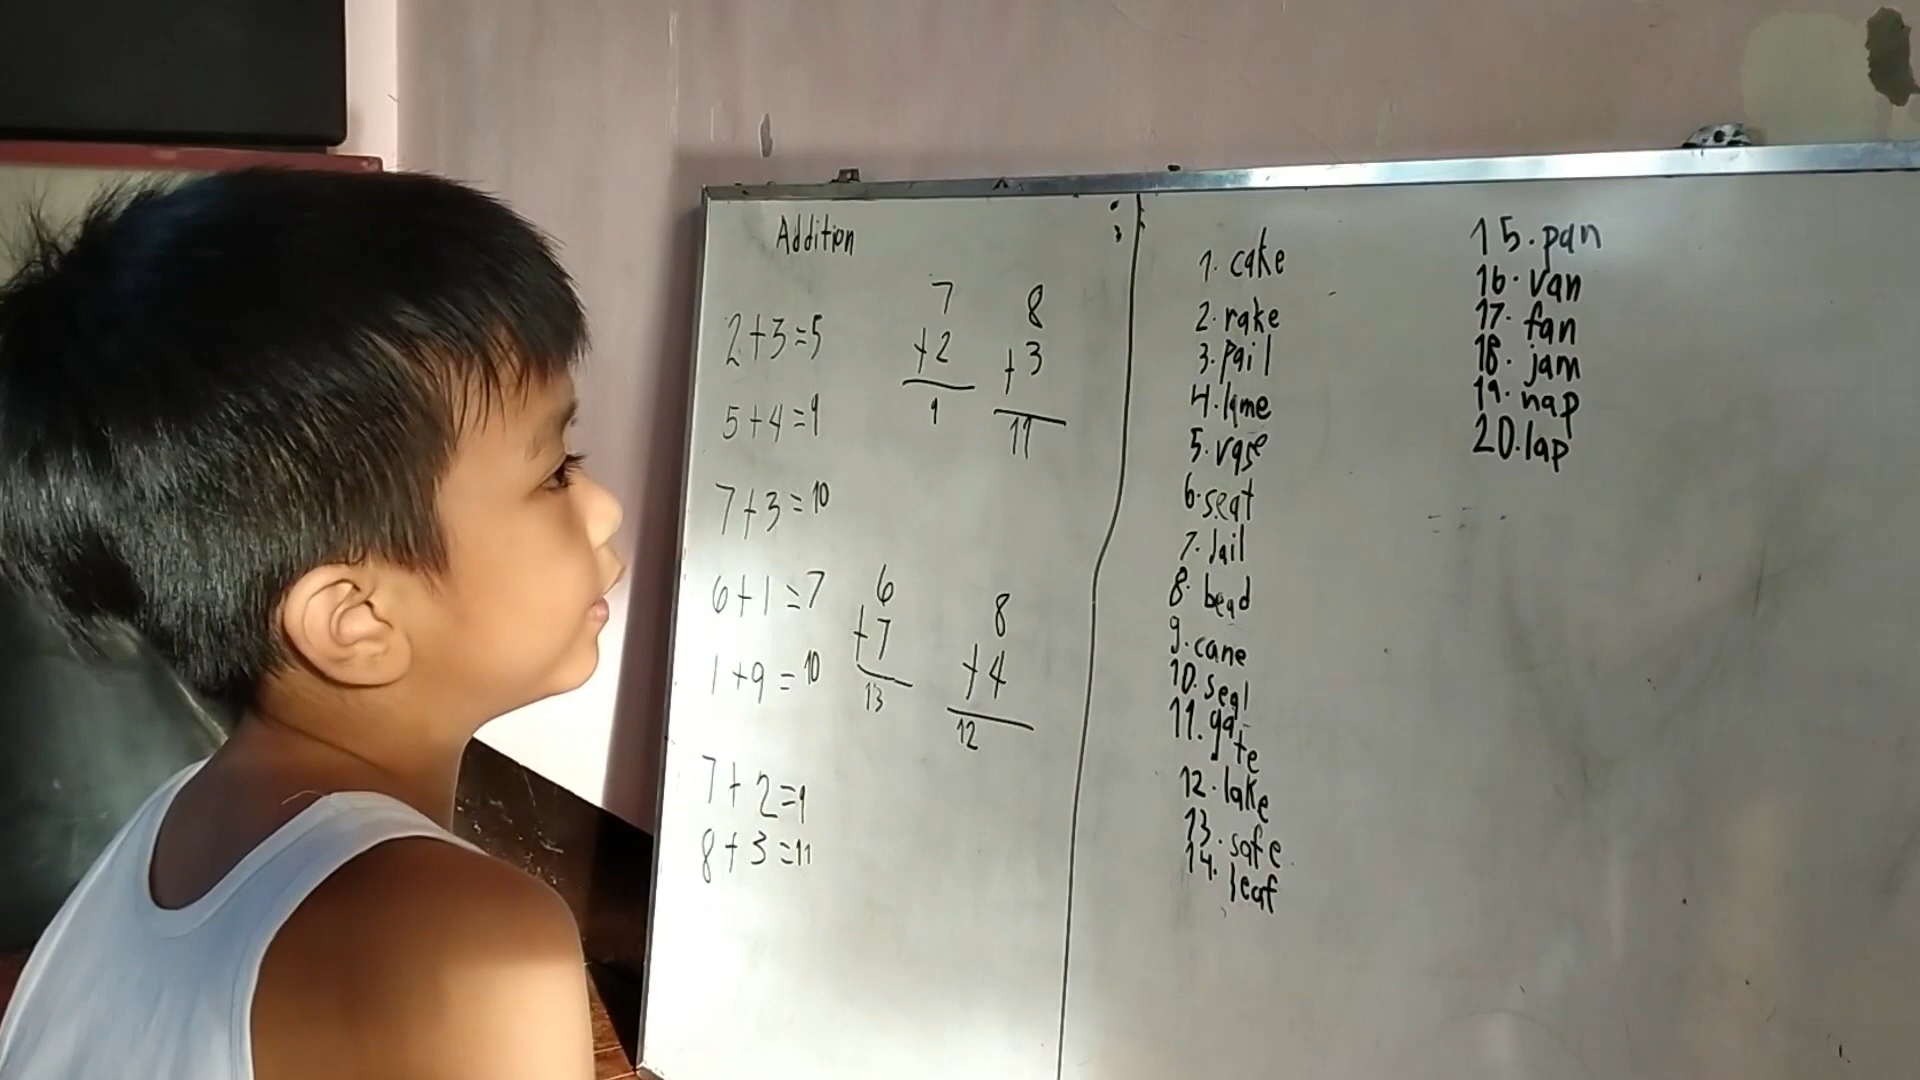 Addition
2+3=5
5+4=9
7+3=10
6+1=7
1+9=10
7+2=9
8+3=11
7
+2
9
8
+3
11
6
+7
13
8
+4
12
1. cake
2. rake
3. pail
4. lame
5. vase
6. seat
7. Jail
8. bead
9. cane
10. seal
11. gate
12. lake
13. safe
14. leaf
15. pan
16. van
17. fan
18. jam
19. nap
20. lap